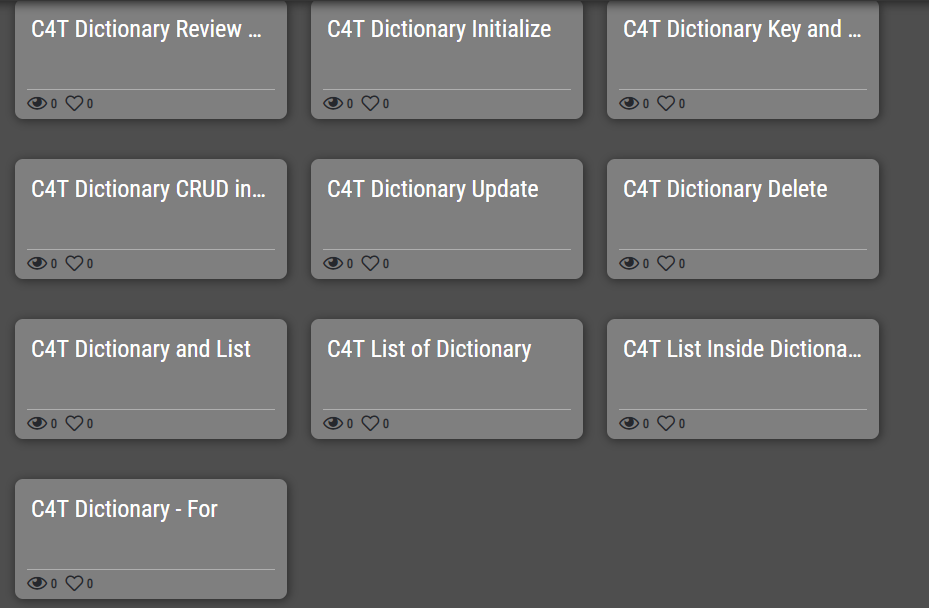 C4T Dictionary Review ...
C4T Dictionary Initialize
C4T Dictionary Key and ...
0 0
0 0
0 0
C4T Dictionary CRUD in...
C4T Dictionary Update
C4T Dictionary Delete
0 0
0 0
0 0
C4T Dictionary and List
C4T List of Dictionary
C4T List Inside Dictiona...
0 0
0 0
0 0
C4T Dictionary - For
0 0